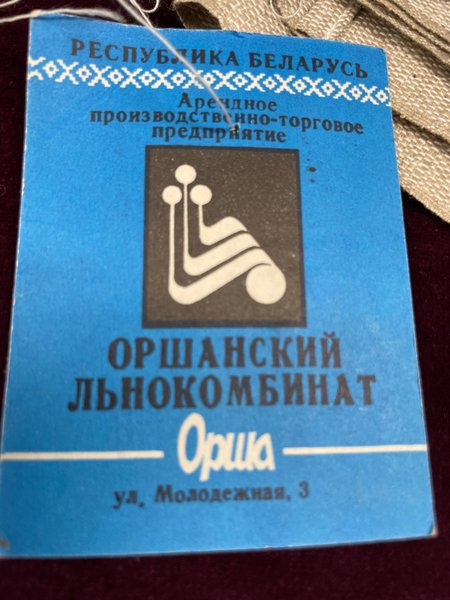 РЕСПУБЛИКА БЕЛАРУСЬ
Арендное
производственно-торговое
предприятие
ОРШАНСКИЙ
ЛЬНОКОМБИНАТ
Орша
ул. Молодежная, 3